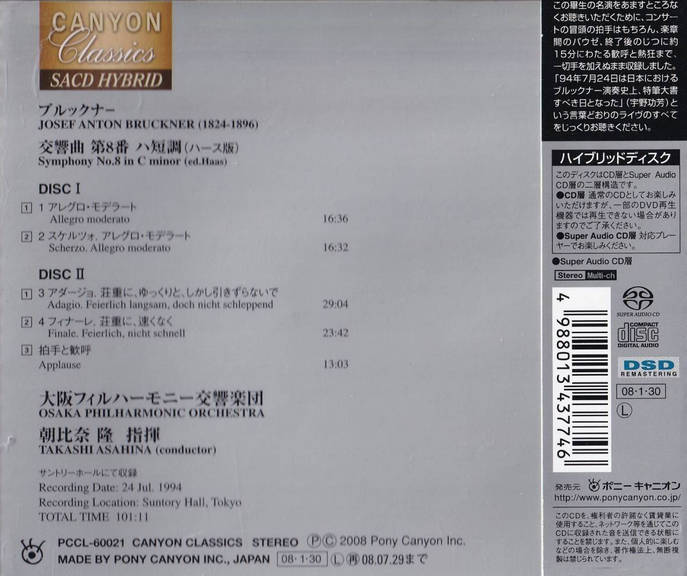 CANYON
Classics
SACD HYBRID
ブルックナー
JOSEF ANTON BRUCKNER (1824-1896)
交響曲 第8番 ハ短調 (ハース版)
Symphony No.8 in C minor (ed.Haas)
DISC I
1 1 アレグロ・モデラート
Allegro moderato 16:36
2 2 スケルツォ, アレグロ・モデラート
Scherzo. Allegro moderato 16:32
DISC II
1 3 アダージョ, 荘重に、ゆっくりと、しかし引きずらないで
Adagio. Feierlich langsam, doch nicht schleppend 29:04
2 4 フィナーレ, 荘重に、速くなく
Finale. Feierlich, nicht schnell 23:42
3 拍手と歓呼
Applause 13:03
大阪フィルハーモニー交響楽団
OSAKA PHILHARMONIC ORCHESTRA
朝比奈 隆 指揮
TAKASHI ASAHINA (conductor)
サントリーホールにて収録
Recording Date: 24 Jul. 1994
Recording Location: Suntory Hall, Tokyo
TOTAL TIME 101:11
PCCL-60021 CANYON CLASSICS STEREO ⓅⒸ2008 Pony Canyon Inc.
MADE BY PONY CANYON INC., JAPAN 08・1・30 Ⓛ 再 08.07.29まで
この畢生の名演をあますところな
くお聴きいただくために、コンサー
トの冒頭の拍手はもちろん、楽章
間のパウゼ、終了後のじつに約
15分にわたる歓呼と熱狂まで、
一切手を加えぬまま収録しました。
「94年7月24日は日本における
ブルックナー演奏史上、特筆大書
すべき日となった」(宇野功芳)と
いう言葉どおりのライヴのすべて
をじっくりお聴きください。
ハイブリッドディスク
このディスクはCD層とSuper Audio
CD層の二層構造です。
●CD層 通常のCDとしてお楽しみ
いただけますが、一部のDVD再生
機器では再生できない場合があり
ますのでご了承ください。
●Super Audio CD層 対応プレー
ヤーでお楽しみください。
●Super Audio CD層
Stereo Multi-ch
4 988013 437746
SUPER AUDIO CD
COMPACT
disc
DIGITAL AUDIO
DSD
REMASTERING
08・1・30
Ⓛ
発売元 ポニーキャニオン
http://www.ponycanyon.co.jp/
このCDを、権利者の許諾なく賃貸業に
使用すること、ネットワーク等を通じてこの
CDに収録された音を送信できる状態に
することを禁じます。また、個人的に楽しむ
などの場合を除き、著作権法上、無断複
製は禁じられています。